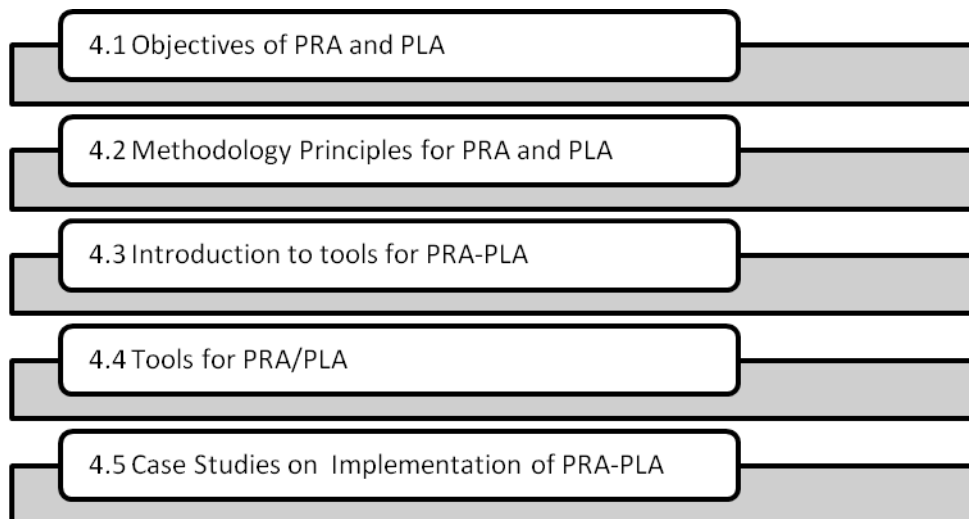 4.1 Objectives of PRA and PLA
4.2 Methodology Principles for PRA and PLA
4.3 Introduction to tools for PRA-PLA
4.4 Tools for PRA/PLA
4.5 Case Studies on Implementation of PRA-PLA